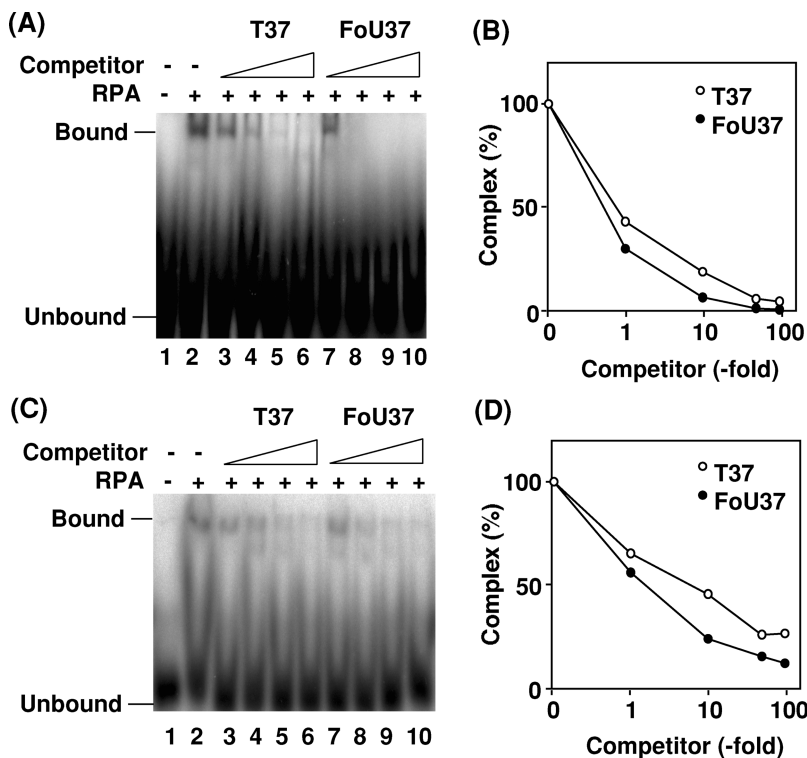 (A)
T37 FoU37
Competitor - -
RPA - + + + + + + + + +
Bound
Unbound
1 2 3 4 5 6 7 8 9 10
(B)
T37
FoU37
Complex (%)
100
50
0
0 1 10 100
Competitor (-fold)
(C)
T37 FoU37
Competitor - -
RPA - + + + + + + + + +
Bound
Unbound
1 2 3 4 5 6 7 8 9 10
(D)
T37
FoU37
Complex (%)
100
50
0
0 1 10 100
Competitor (-fold)